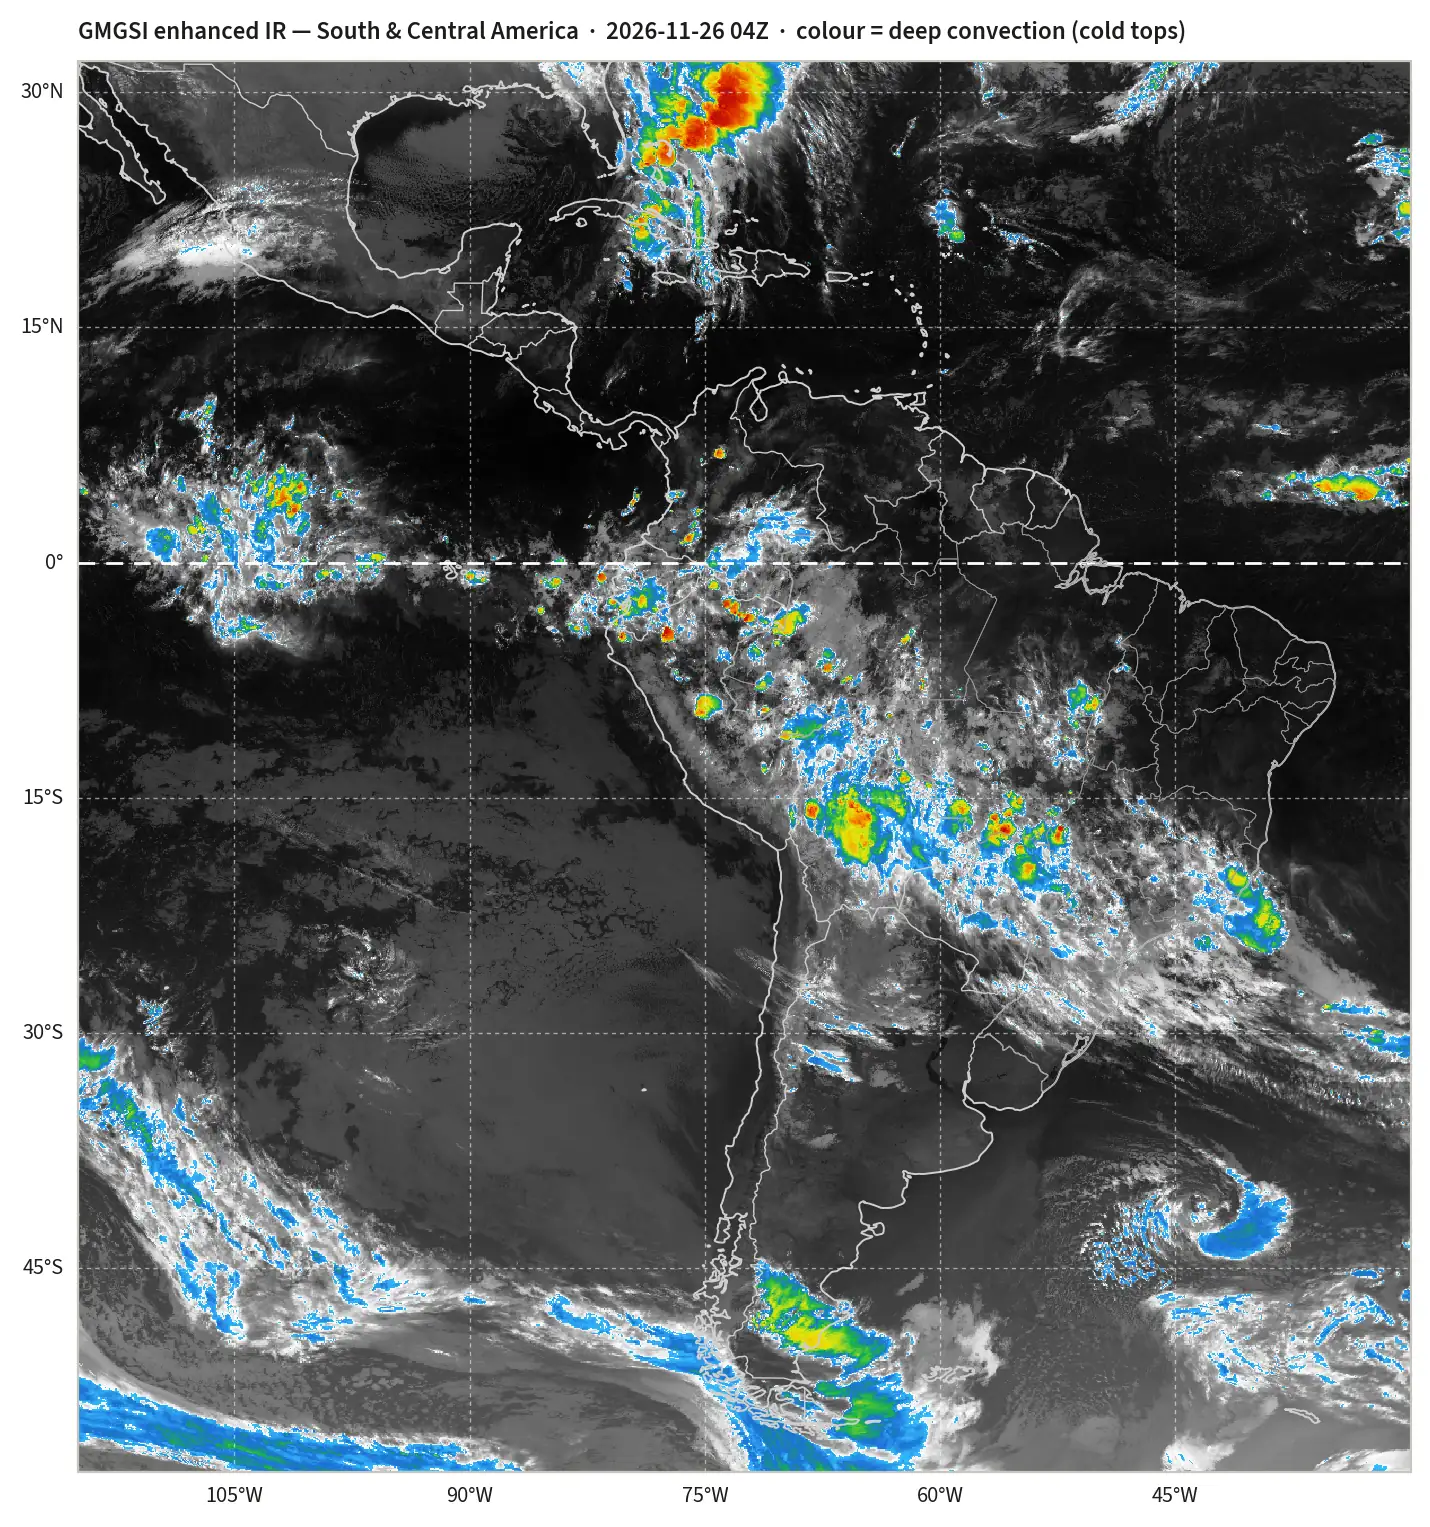 GMGSI enhanced IR — South & Central America · 2026-11-26 04Z · colour = deep convection (cold tops)
30°N
15°N
0°
15°S
30°S
45°S
105°W 90°W 75°W 60°W 45°W